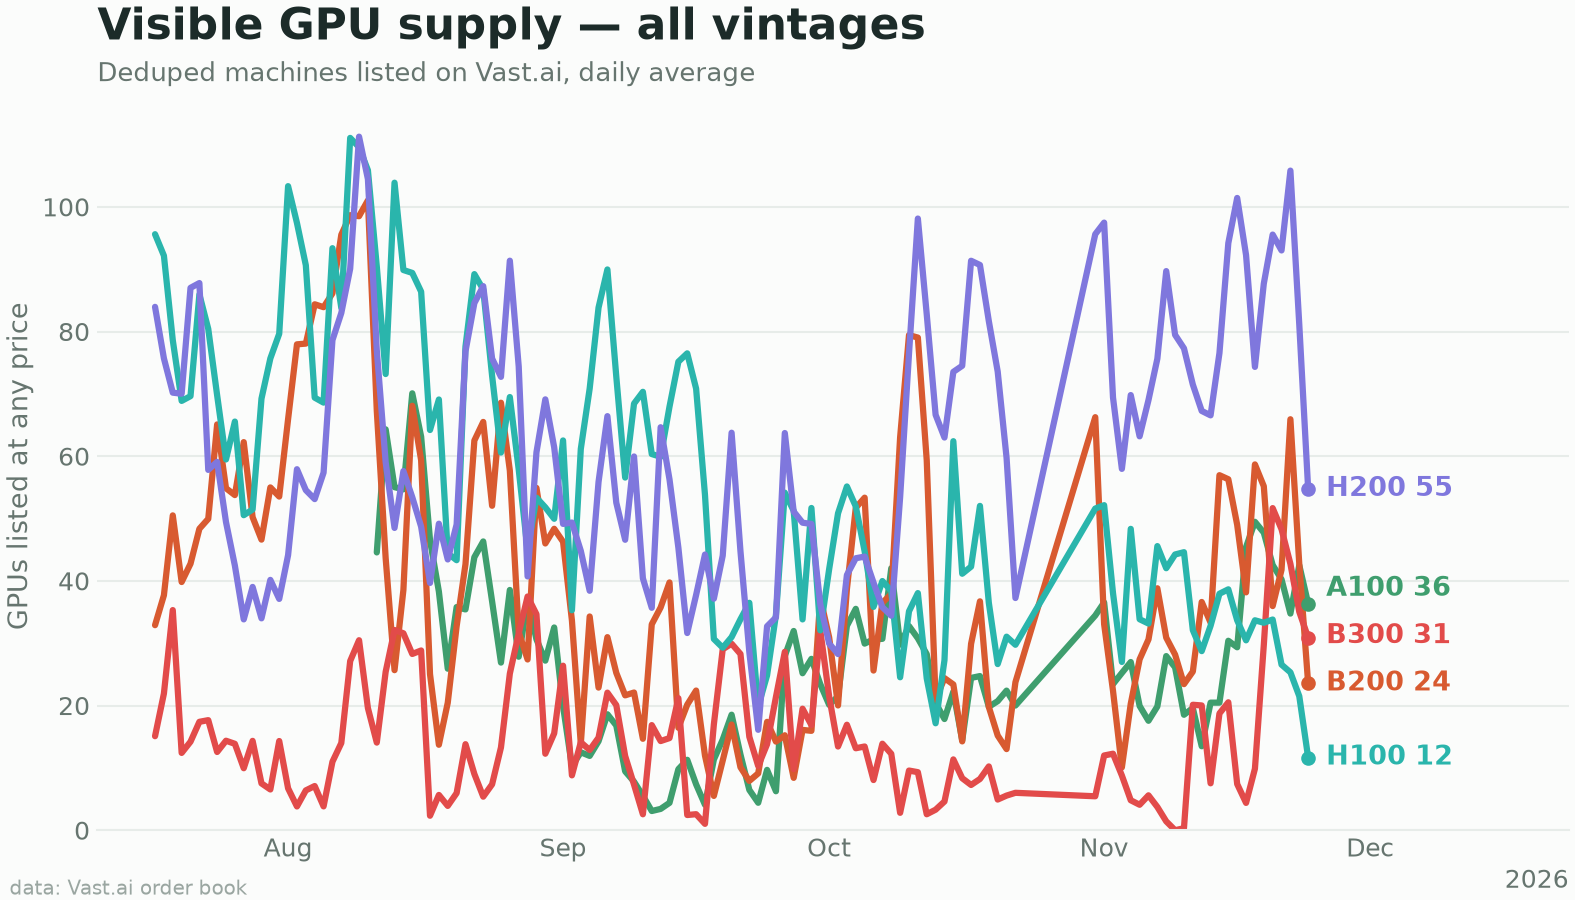 Visible GPU supply — all vintages
Deduped machines listed on Vast.ai, daily average
GPUs listed at any price
100
80
60
40
20
0
H200 55
A100 36
B300 31
B200 24
H100 12
Aug Sep Oct Nov Dec
2026
data: Vast.ai order book